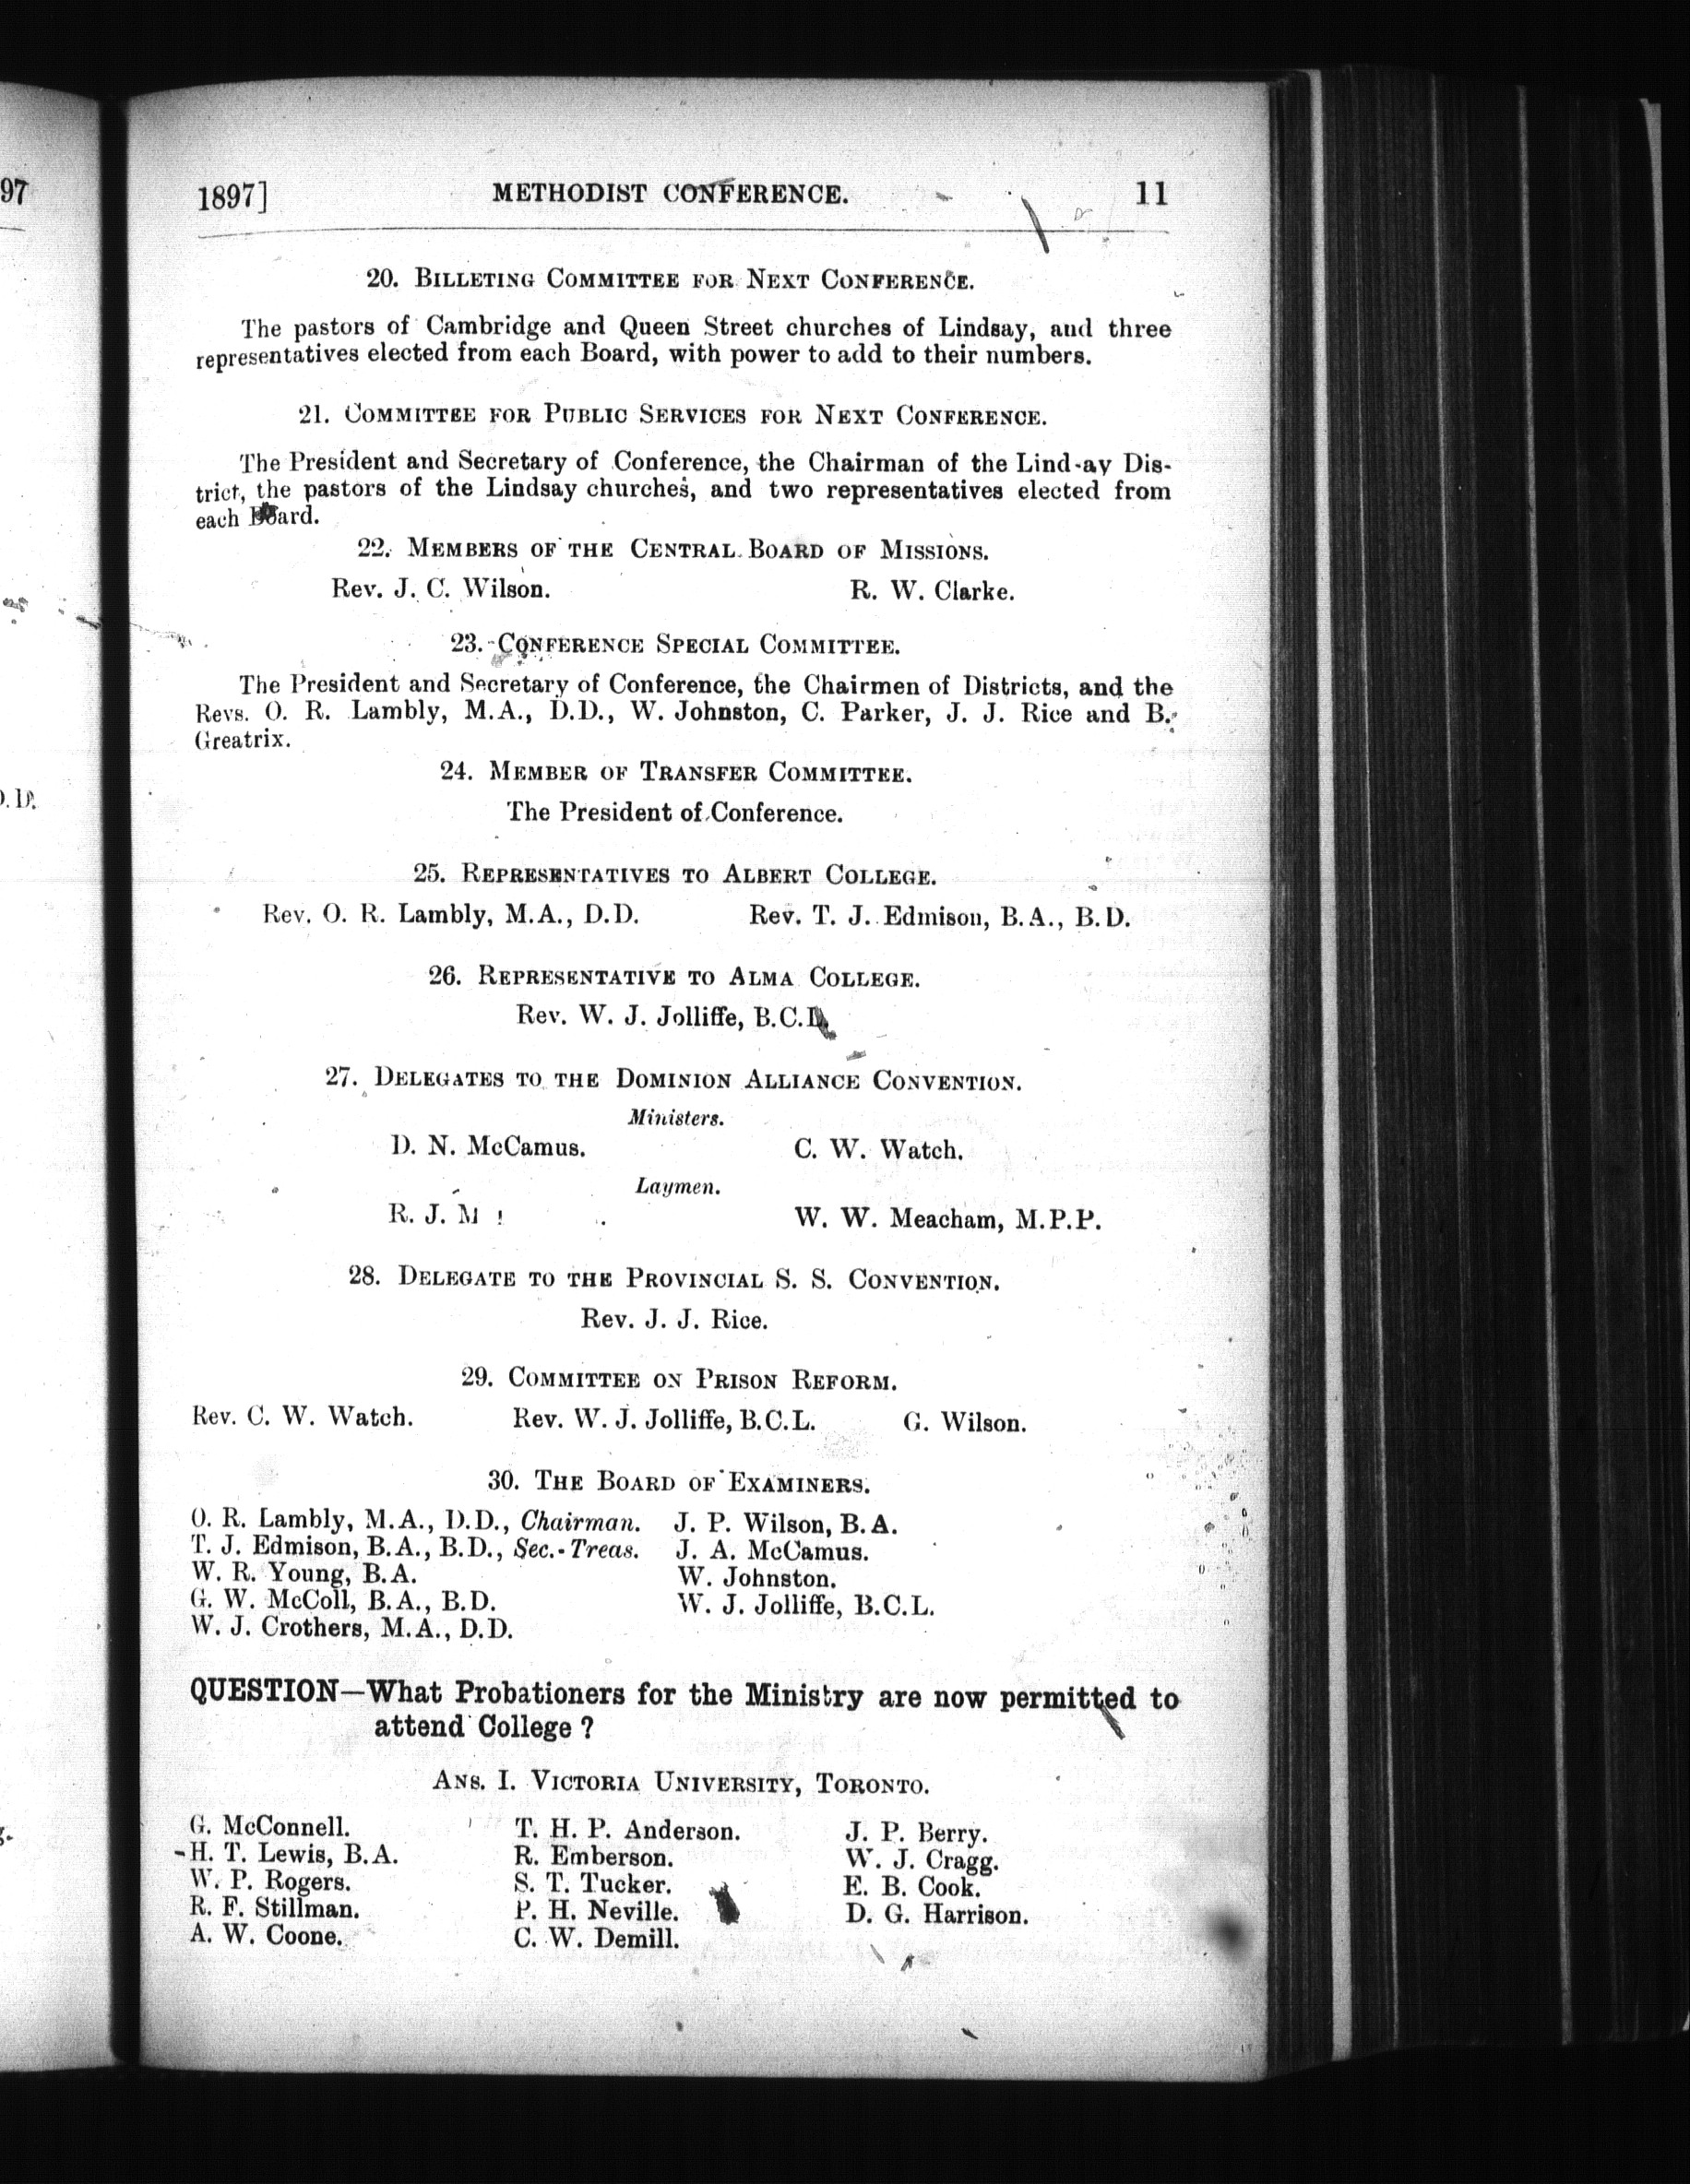 97
1897] METHODIST CONFERENCE. 11
20. BILLETING COMMITTEE FOR NEXT CONFERENCE.
The pastors of Cambridge and Queen Street churches of Lindsay, and three
representatives elected from each Board, with power to add to their numbers.
21. COMMITTEE FOR PUBLIC SERVICES FOR NEXT CONFERENCE.
The President and Secretary of Conference, the Chairman of the Lind-ay Dis-
trict, the pastors of the Lindsay churches, and two representatives elected from
each Board.
22. MEMBERS OF THE CENTRAL BOARD OF MISSIONS.
Rev. J. C. Wilson. R. W. Clarke.
23. CONFERENCE SPECIAL COMMITTEE.
The President and Secretary of Conference, the Chairmen of Districts, and the
Revs. O. R. Lambly, M.A., D.D., W. Johnston, C. Parker, J. J. Rice and B.
Greatrix.
24. MEMBER OF TRANSFER COMMITTEE.
The President of Conference.
25. REPRESENTATIVES TO ALBERT COLLEGE.
Rev. O. R. Lambly, M.A., D.D. Rev. T. J. Edmison, B.A., B.D.
26. REPRESENTATIVE TO ALMA COLLEGE.
Rev. W. J. Jolliffe, B.C.L.
27. DELEGATES TO THE DOMINION ALLIANCE CONVENTION.
Ministers.
D. N. McCamus. C. W. Watch.
Laymen.
R. J. M W. W. Meacham, M.P.P.
28. DELEGATE TO THE PROVINCIAL S. S. CONVENTION.
Rev. J. J. Rice.
29. COMMITTEE ON PRISON REFORM.
Rev. C. W. Watch. Rev. W. J. Jolliffe, B.C.L. G. Wilson.
30. THE BOARD OF EXAMINERS.
O. R. Lambly, M.A., D.D., Chairman. J. P. Wilson, B.A.
T. J. Edmison, B.A., B.D., Sec.-Treas. J. A. McCamus.
W. R. Young, B.A. W. Johnston.
G. W. McColl, B.A., B.D. W. J. Jolliffe, B.C.L.
W. J. Crothers, M.A., D.D.
QUESTION—What Probationers for the Ministry are now permitted to
attend College ?
ANS. I. VICTORIA UNIVERSITY, TORONTO.
G. McConnell. T. H. P. Anderson. J. P. Berry.
H. T. Lewis, B.A. R. Emberson. W. J. Cragg.
W. P. Rogers. S. T. Tucker. E. B. Cook.
R. F. Stillman. P. H. Neville. D. G. Harrison.
A. W. Coone. C. W. Demill.